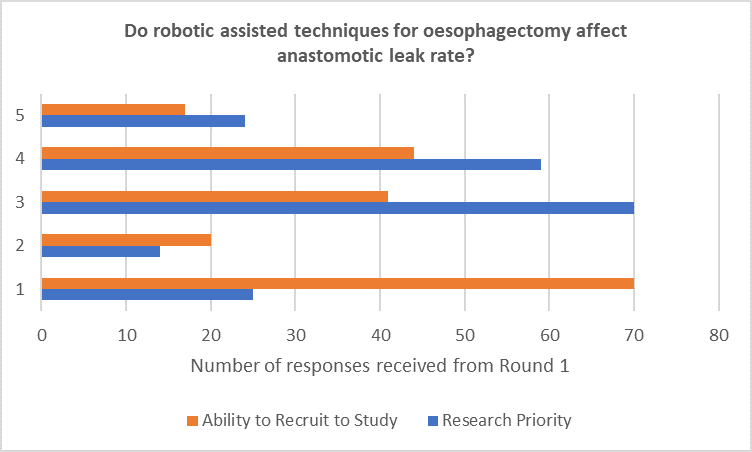 Do robotic assisted techniques for oesophagectomy affect
anastomotic leak rate?
5
4
3
2
1
0 10 20 30 40 50 60 70 80
Number of responses received from Round 1
Ability to Recruit to Study Research Priority